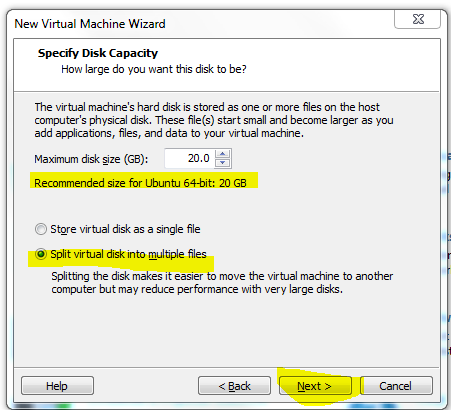 New Virtual Machine Wizard
Specify Disk Capacity
How large do you want this disk to be?
The virtual machine's hard disk is stored as one or more files on the host
computer's physical disk. These file(s) start small and become larger as you
add applications, files, and data to your virtual machine.
Maximum disk size (GB): 20.0
Recommended size for Ubuntu 64-bit: 20 GB
Store virtual disk as a single file
Split virtual disk into multiple files
Splitting the disk makes it easier to move the virtual machine to another
computer but may reduce performance with very large disks.
Help < Back Next > Cancel